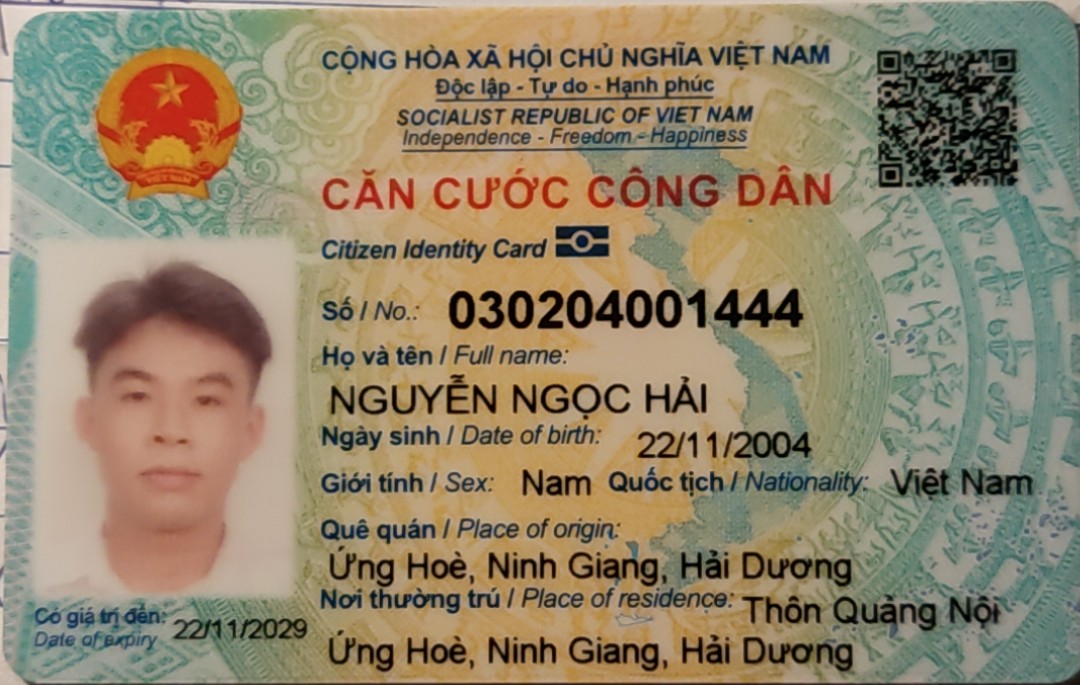 CỘNG HÒA XÃ HỘI CHỦ NGHĨA VIỆT NAM
Độc lập - Tự do - Hạnh phúc
SOCIALIST REPUBLIC OF VIET NAM
Independence - Freedom - Happiness
CĂN CƯỚC CÔNG DÂN
Citizen Identity Card
Số / No.: 030204001444
Họ và tên / Full name:
NGUYỄN NGỌC HẢI
Ngày sinh / Date of birth: 22/11/2004
Giới tính / Sex: Nam Quốc tịch / Nationality: Việt Nam
Quê quán / Place of origin:
Ứng Hoè, Ninh Giang, Hải Dương
Nơi thường trú / Place of residence: Thôn Quảng Nội
Ứng Hoè, Ninh Giang, Hải Dương
Có giá trị đến: 22/11/2029
Date of expiry